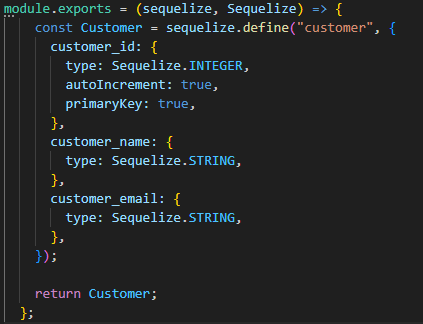 module.exports = (sequelize, Sequelize) => {
  const Customer = sequelize.define("customer", {
    customer_id: {
      type: Sequelize.INTEGER,
      autoIncrement: true,
      primaryKey: true,
    },
    customer_name: {
      type: Sequelize.STRING,
    },
    customer_email: {
      type: Sequelize.STRING,
    },
  });

  return Customer;
};